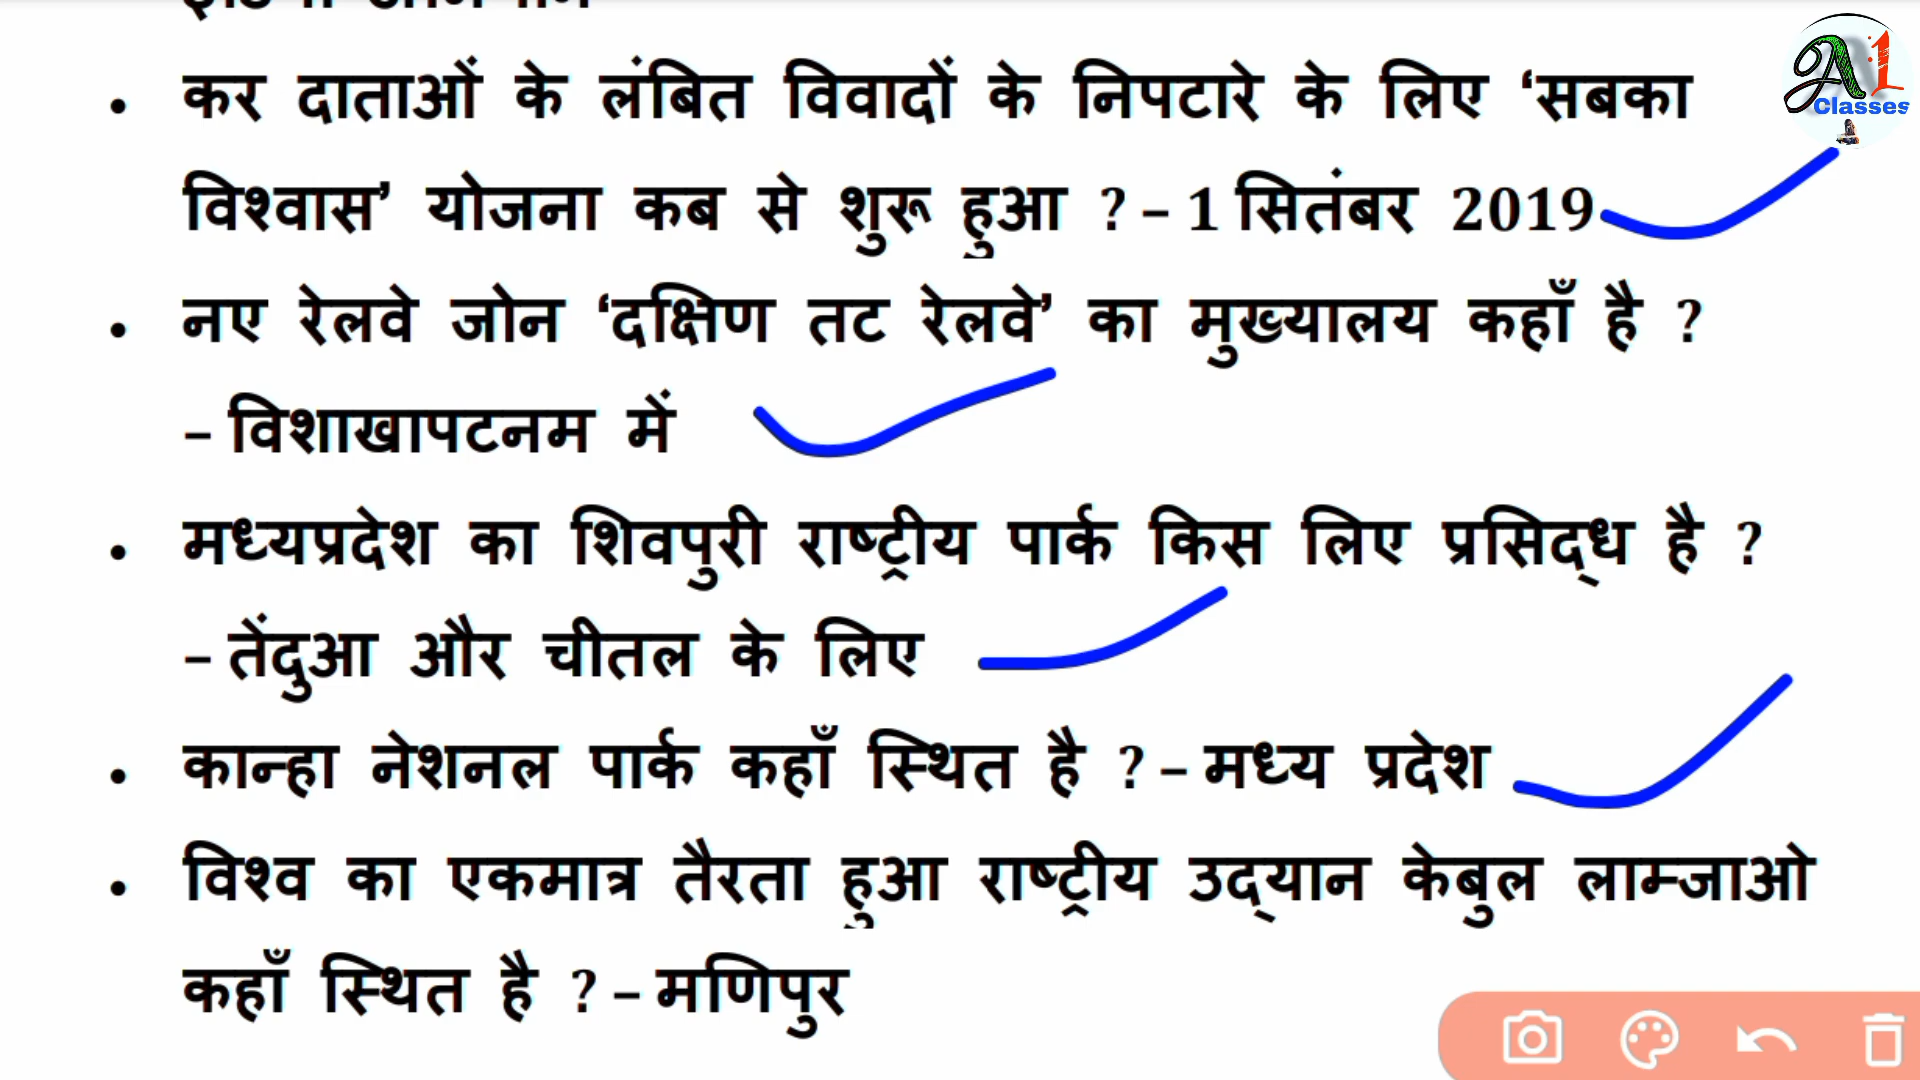 A1
Classes
• कर दाताओं के लंबित विवादों के निपटारे के लिए ‘सबका
विश्वास’ योजना कब से शुरू हुआ ? – 1 सितंबर 2019
• नए रेलवे जोन ‘दक्षिण तट रेलवे’ का मुख्यालय कहाँ है ?
– विशाखापटनम में
• मध्यप्रदेश का शिवपुरी राष्ट्रीय पार्क किस लिए प्रसिद्ध है ?
– तेंदुआ और चीतल के लिए
• कान्हा नेशनल पार्क कहाँ स्थित है ? – मध्य प्रदेश
• विश्व का एकमात्र तैरता हुआ राष्ट्रीय उद्यान केबुल लाम्जाओ
कहाँ स्थित है ? – मणिपुर